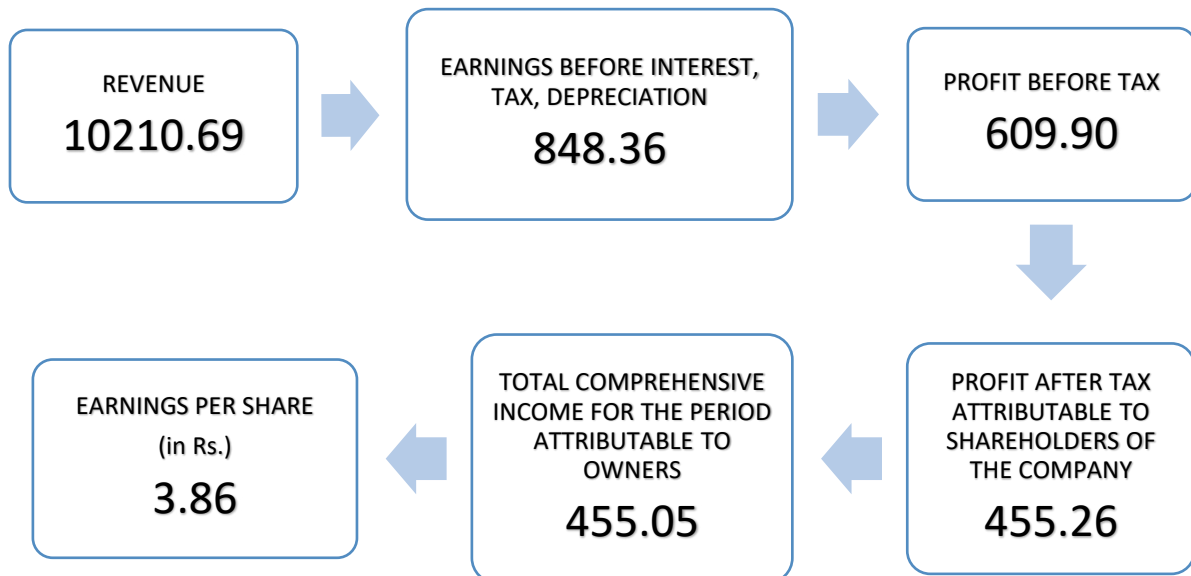 REVENUE
10210.69
EARNINGS BEFORE INTEREST,
TAX, DEPRECIATION
848.36
PROFIT BEFORE TAX
609.90
PROFIT AFTER TAX
ATTRIBUTABLE TO
SHAREHOLDERS OF
THE COMPANY
455.26
TOTAL COMPREHENSIVE
INCOME FOR THE PERIOD
ATTRIBUTABLE TO
OWNERS
455.05
EARNINGS PER SHARE
(in Rs.)
3.86